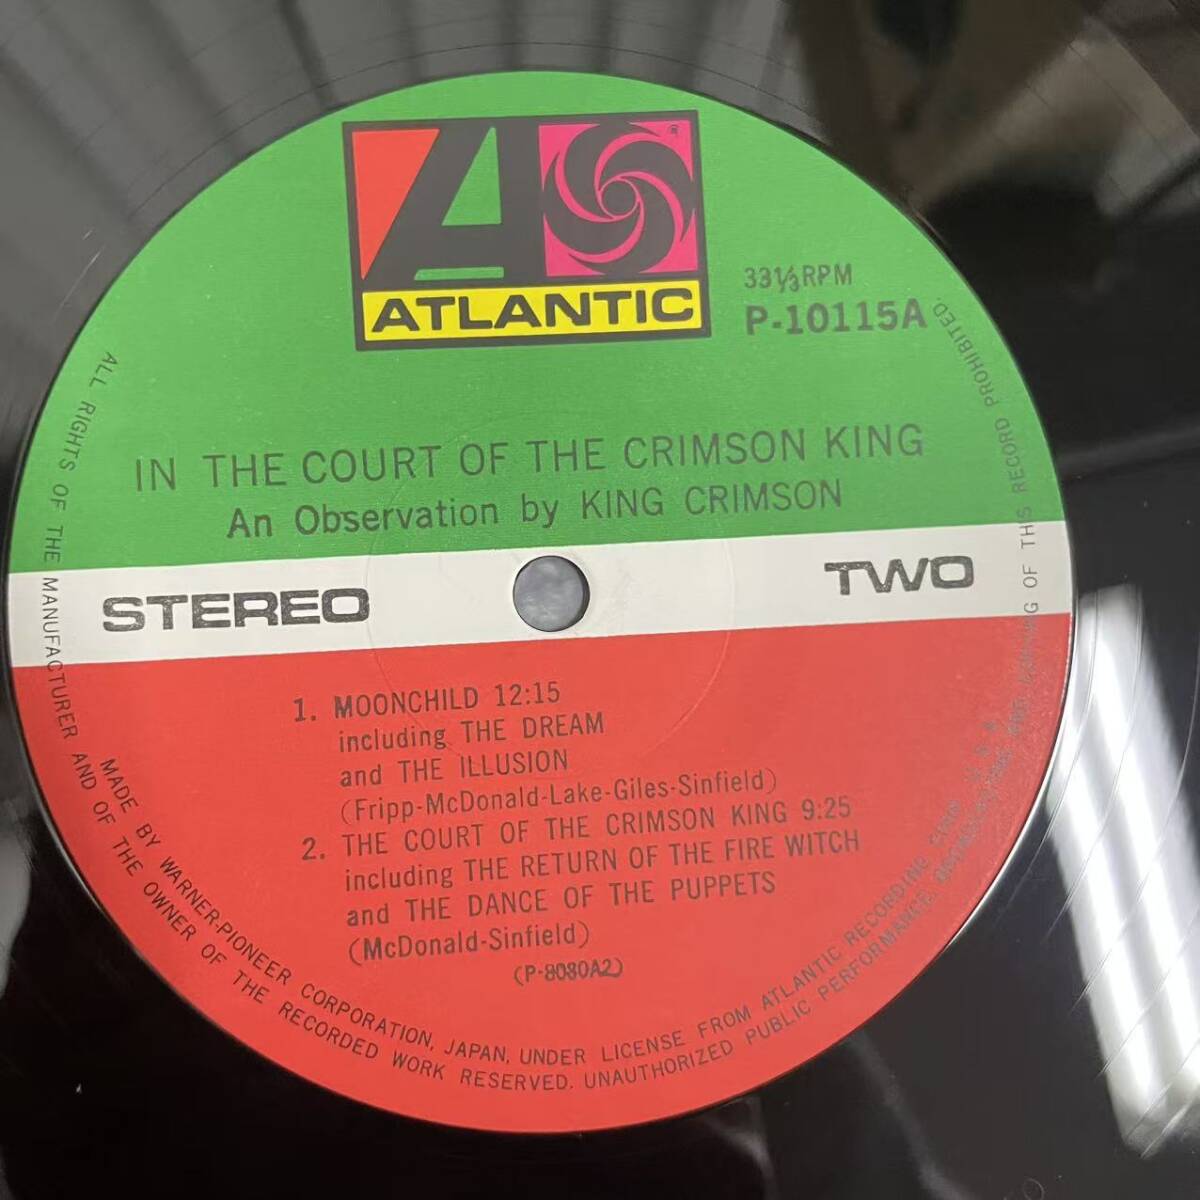 ®
ATLANTIC
33⅓RPM
P-10115A
IN THE COURT OF THE CRIMSON KING
An Observation by KING CRIMSON
STEREO
TWO
1. MOONCHILD 12:15
including THE DREAM
and THE ILLUSION
(Fripp-McDonald-Lake-Giles-Sinfield)
2. THE COURT OF THE CRIMSON KING 9:25
including THE RETURN OF THE FIRE WITCH
and THE DANCE OF THE PUPPETS
(McDonald-Sinfield)
(P-8080A2)
MADE BY WARNER-PIONEER CORPORATION, JAPAN, UNDER LICENSE FROM ATLANTIC RECORDING
ALL RIGHTS OF THE MANUFACTURER AND OF THE OWNER OF THE RECORDED WORK RESERVED. UNAUTHORIZED PUBLIC PERFORMANCE, OF THIS RECORD PROHIBITED.